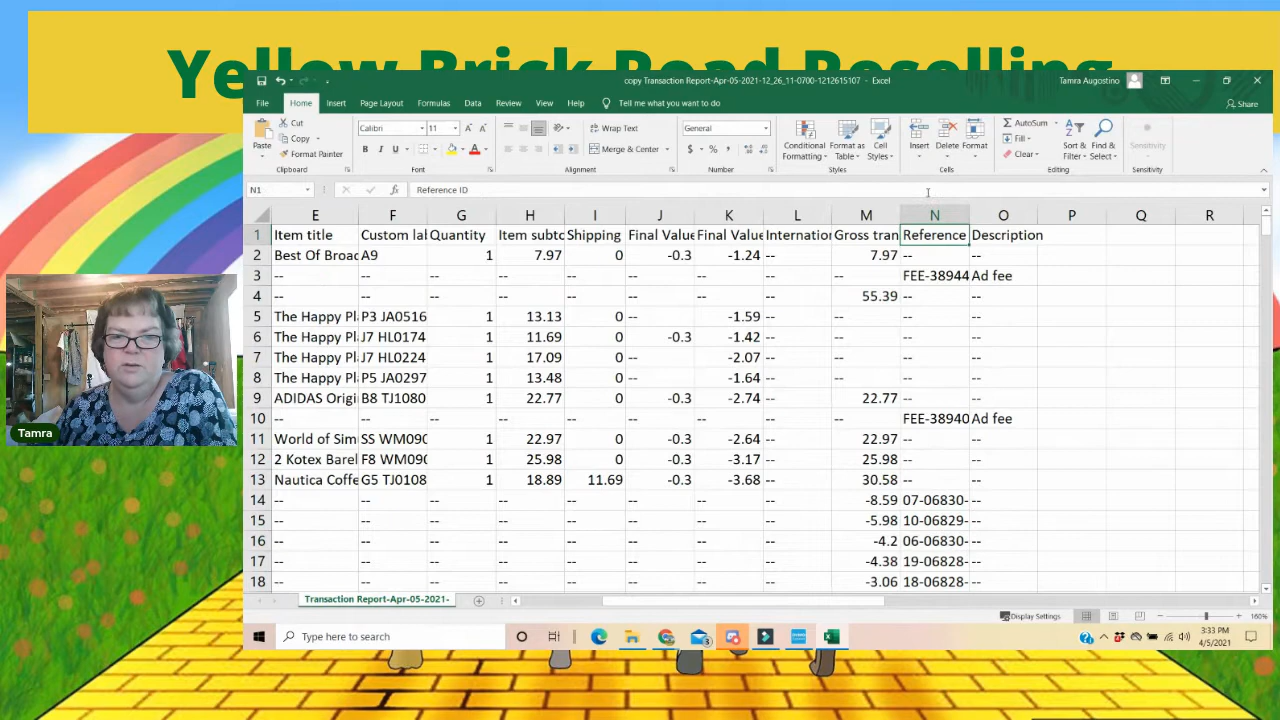 Yellow Brick Road Reselling
copy Transaction Report-Apr-05-2021-12_26_11-0700-1212615107 - Excel
Tamra Augostino
File Home Insert Page Layout Formulas Data Review View Help Tell me what you want to do
Share
Cut
Copy
Format Painter
Paste
Clipboard
Calibri 11
B I U
Font
Wrap Text
Merge & Center
Alignment
General
$ % ,
Number
Conditional Formatting
Format as Table
Cell Styles
Styles
Insert Delete Format
Cells
AutoSum
Fill
Clear
Sort & Filter
Find & Select
Editing
Sensitivity
Sensitivity
N1 fx Reference ID
E F G H I J K L M N O P Q R
1 Item title Custom lab Quantity Item subto Shipping Final Value Final Value Internation Gross tran Reference Description
2 Best Of Broad A9 1 7.97 0 -0.3 -1.24 -- 7.97 -- --
3 -- -- -- -- -- -- -- -- -- FEE-38944 Ad fee
4 -- -- -- -- -- -- -- -- 55.39 -- --
5 The Happy Pl P3 JA0516 1 13.13 0 -- -1.59 -- -- -- --
6 The Happy Pl J7 HL0174 1 11.69 0 -0.3 -1.42 -- -- -- --
7 The Happy Pl J7 HL0224 1 17.09 0 -- -2.07 -- -- -- --
8 The Happy Pl P5 JA0297 1 13.48 0 -- -1.64 -- -- -- --
9 ADIDAS Origi B8 TJ1080 1 22.77 0 -0.3 -2.74 -- 22.77 -- --
10 -- -- -- -- -- -- -- -- -- FEE-38940 Ad fee
11 World of Sim SS WM090 1 22.97 0 -0.3 -2.64 -- 22.97 -- --
12 2 Kotex Barel F8 WM090 1 25.98 0 -0.3 -3.17 -- 25.98 -- --
13 Nautica Coffe G5 TJ0108 1 18.89 11.69 -0.3 -3.68 -- 30.58 -- --
14 -- -- -- -- -- -- -- -- -8.59 07-06830- --
15 -- -- -- -- -- -- -- -- -5.98 10-06829- --
16 -- -- -- -- -- -- -- -- -4.2 06-06830- --
17 -- -- -- -- -- -- -- -- -4.38 19-06828- --
18 -- -- -- -- -- -- -- -- -3.06 18-06828- --
Transaction Report-Apr-05-2021-
Display Settings
160%
Type here to search
3:33 PM
4/5/2021
Tamra